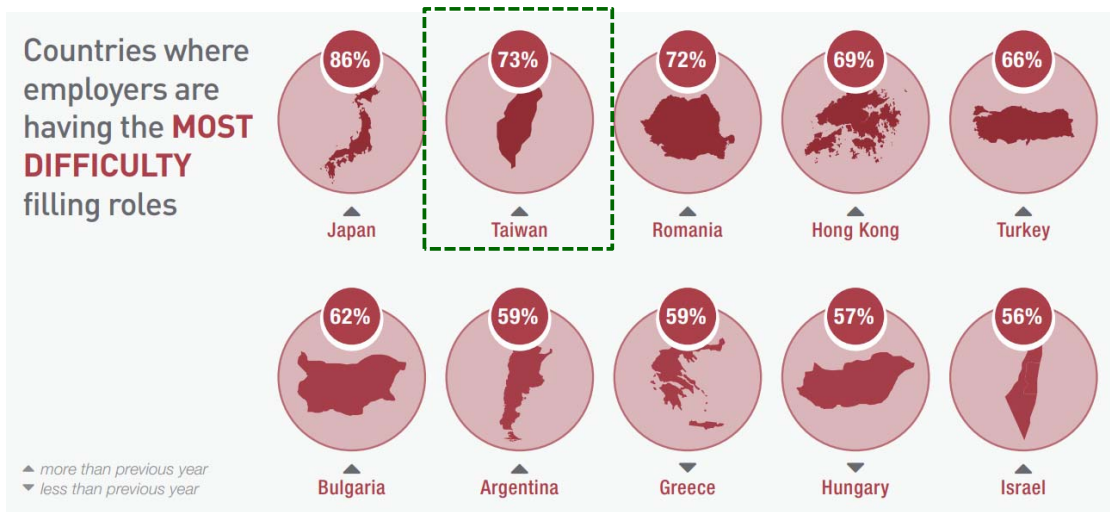 Countries where
employers are
having the MOST
DIFFICULTY
filling roles
86%
73%
72%
69%
66%
▲
▲
▲
▲
▲
Japan
Taiwan
Romania
Hong Kong
Turkey
62%
59%
59%
57%
56%
▲
▲
▼
▼
▲
Bulgaria
Argentina
Greece
Hungary
Israel
▲ more than previous year
▼ less than previous year